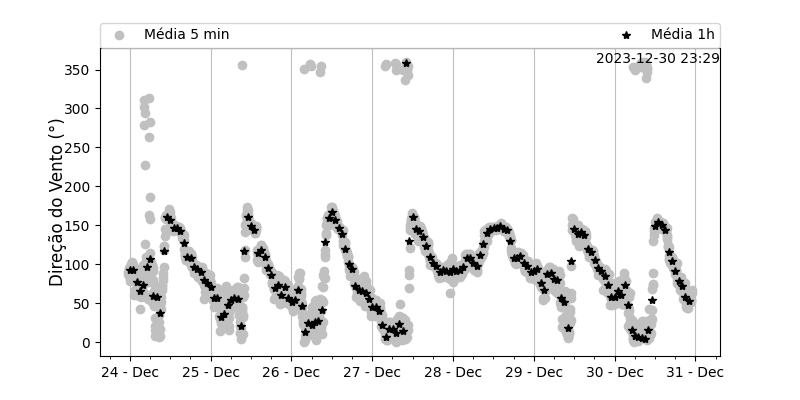 Média 5 min
Média 1h
2023-12-30 23:29
Direção do Vento (°)
350
300
250
200
150
100
50
0
24 - Dec
25 - Dec
26 - Dec
27 - Dec
28 - Dec
29 - Dec
30 - Dec
31 - Dec